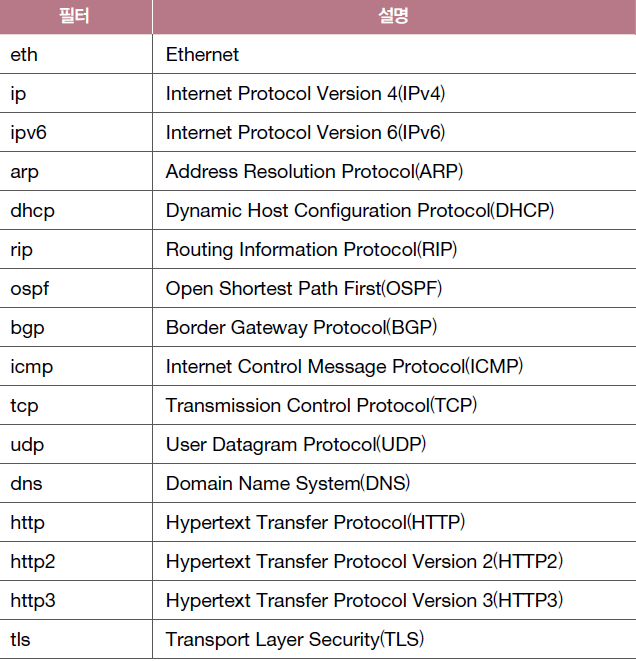 필터 설명
eth Ethernet
ip Internet Protocol Version 4(IPv4)
ipv6 Internet Protocol Version 6(IPv6)
arp Address Resolution Protocol(ARP)
dhcp Dynamic Host Configuration Protocol(DHCP)
rip Routing Information Protocol(RIP)
ospf Open Shortest Path First(OSPF)
bgp Border Gateway Protocol(BGP)
icmp Internet Control Message Protocol(ICMP)
tcp Transmission Control Protocol(TCP)
udp User Datagram Protocol(UDP)
dns Domain Name System(DNS)
http Hypertext Transfer Protocol(HTTP)
http2 Hypertext Transfer Protocol Version 2(HTTP2)
http3 Hypertext Transfer Protocol Version 3(HTTP3)
tls Transport Layer Security(TLS)